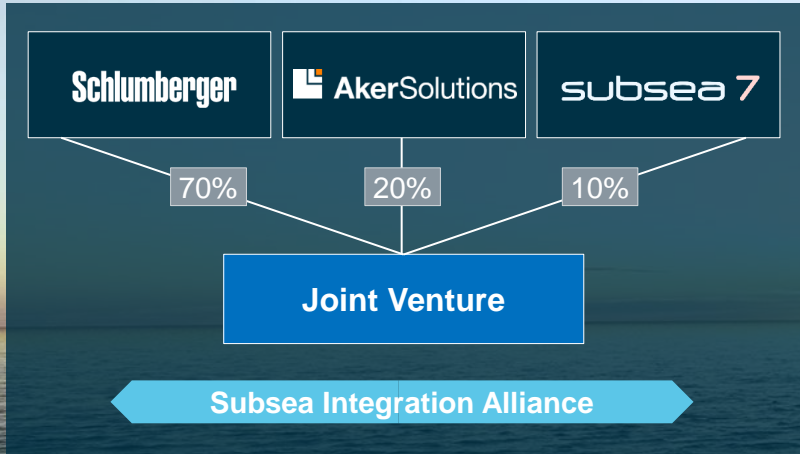 Schlumberger
AkerSolutions
subsea 7
70%
20%
10%
Joint Venture
Subsea Integration Alliance